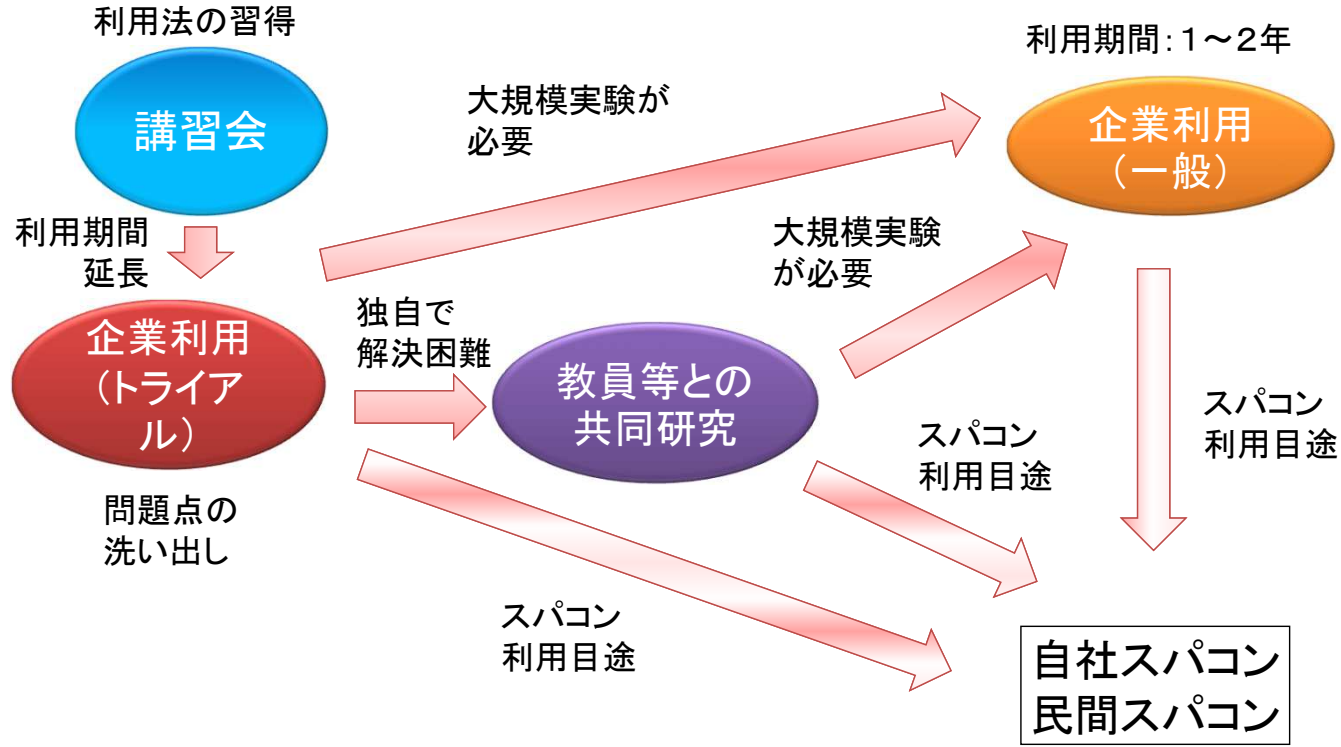 利用法の習得
講習会
利用期間
延長
企業利用
(トライア
ル)
問題点の
洗い出し
大規模実験が
必要
独自で
解決困難
教員等との
共同研究
大規模実験
が必要
利用期間:1～2年
企業利用
(一般)
スパコン
利用目途
スパコン
利用目途
スパコン
利用目途
自社スパコン
民間スパコン